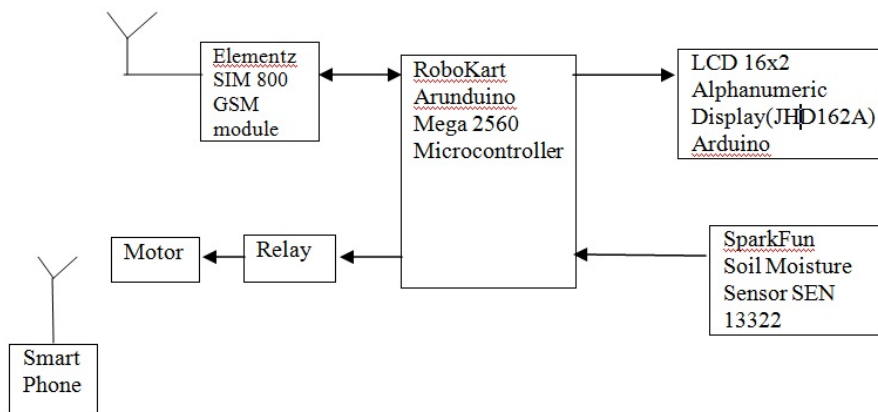 Elementz
SIM 800
GSM
module
RoboKart
Arunduino
Mega 2560
Microcontroller
LCD 16x2
Alphanumeric
Display(JHD162A)
Arduino
Motor
Relay
SparkFun
Soil Moisture
Sensor SEN
13322
Smart
Phone